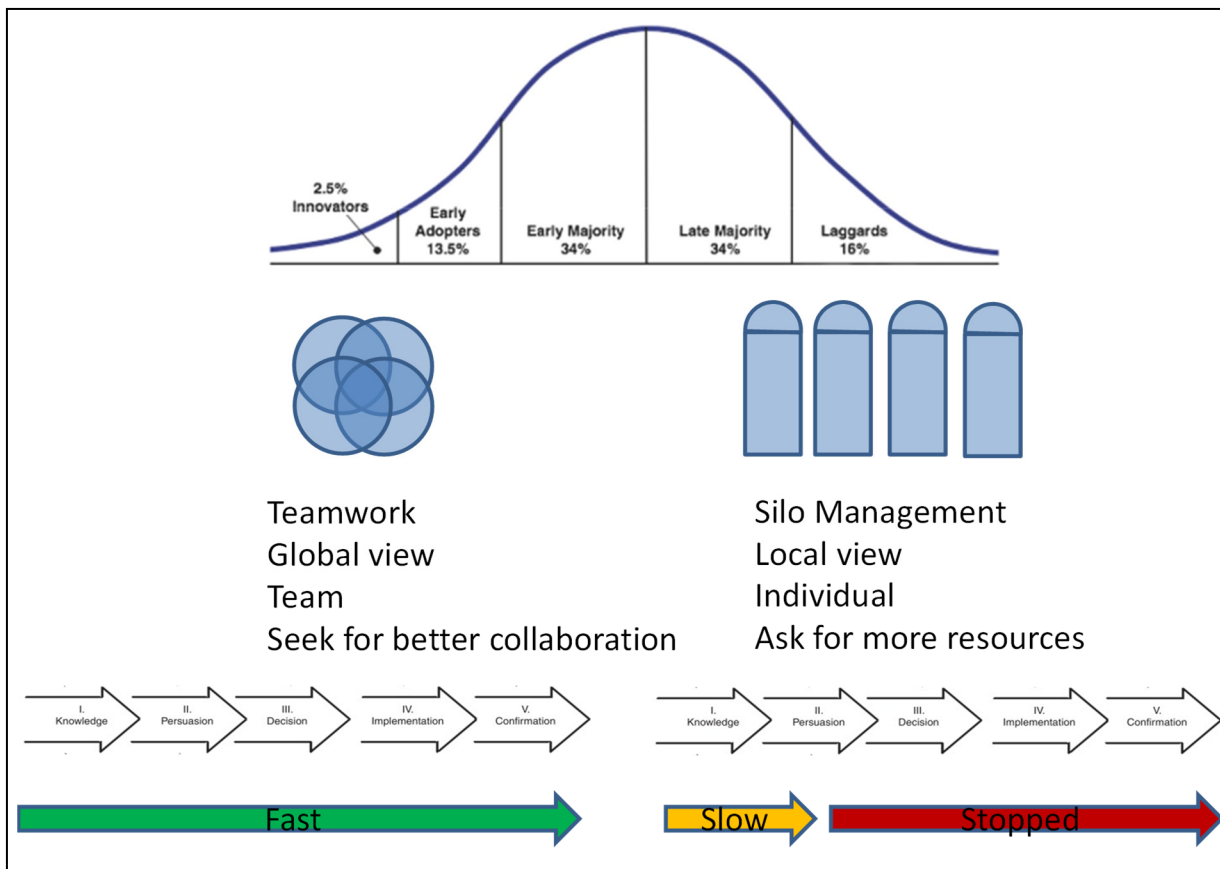 2.5%
Innovators
Early
Adopters
13.5%
Early Majority
34%
Late Majority
34%
Laggards
16%
Teamwork
Global view
Team
Seek for better collaboration
Silo Management
Local view
Individual
Ask for more resources
I.
Knowledge
II.
Persuasion
III.
Decision
IV.
Implementation
V.
Confirmation
I.
Knowledge
II.
Persuasion
III.
Decision
IV.
Implementation
V.
Confirmation
Fast
Slow
Stopped